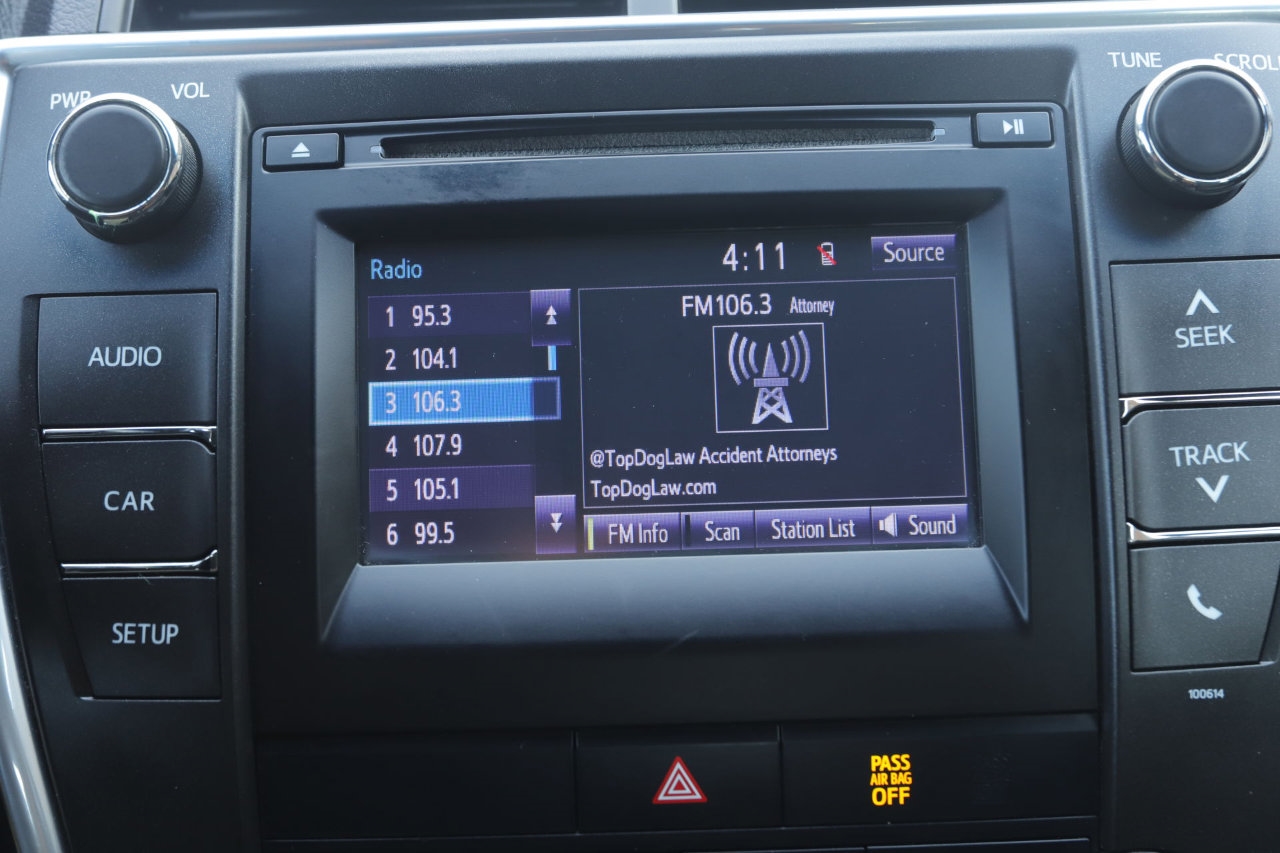 PWR VOL
TUNE SCROLL
AUDIO
CAR
SETUP
Radio
4:11
Source
1 95.3
2 104.1
3 106.3
4 107.9
5 105.1
6 99.5
FM106.3 Attorney
@TopDogLaw Accident Attorneys
TopDogLaw.com
FM Info
Scan
Station List
Sound
SEEK
TRACK
100614
PASS
AIR BAG
OFF